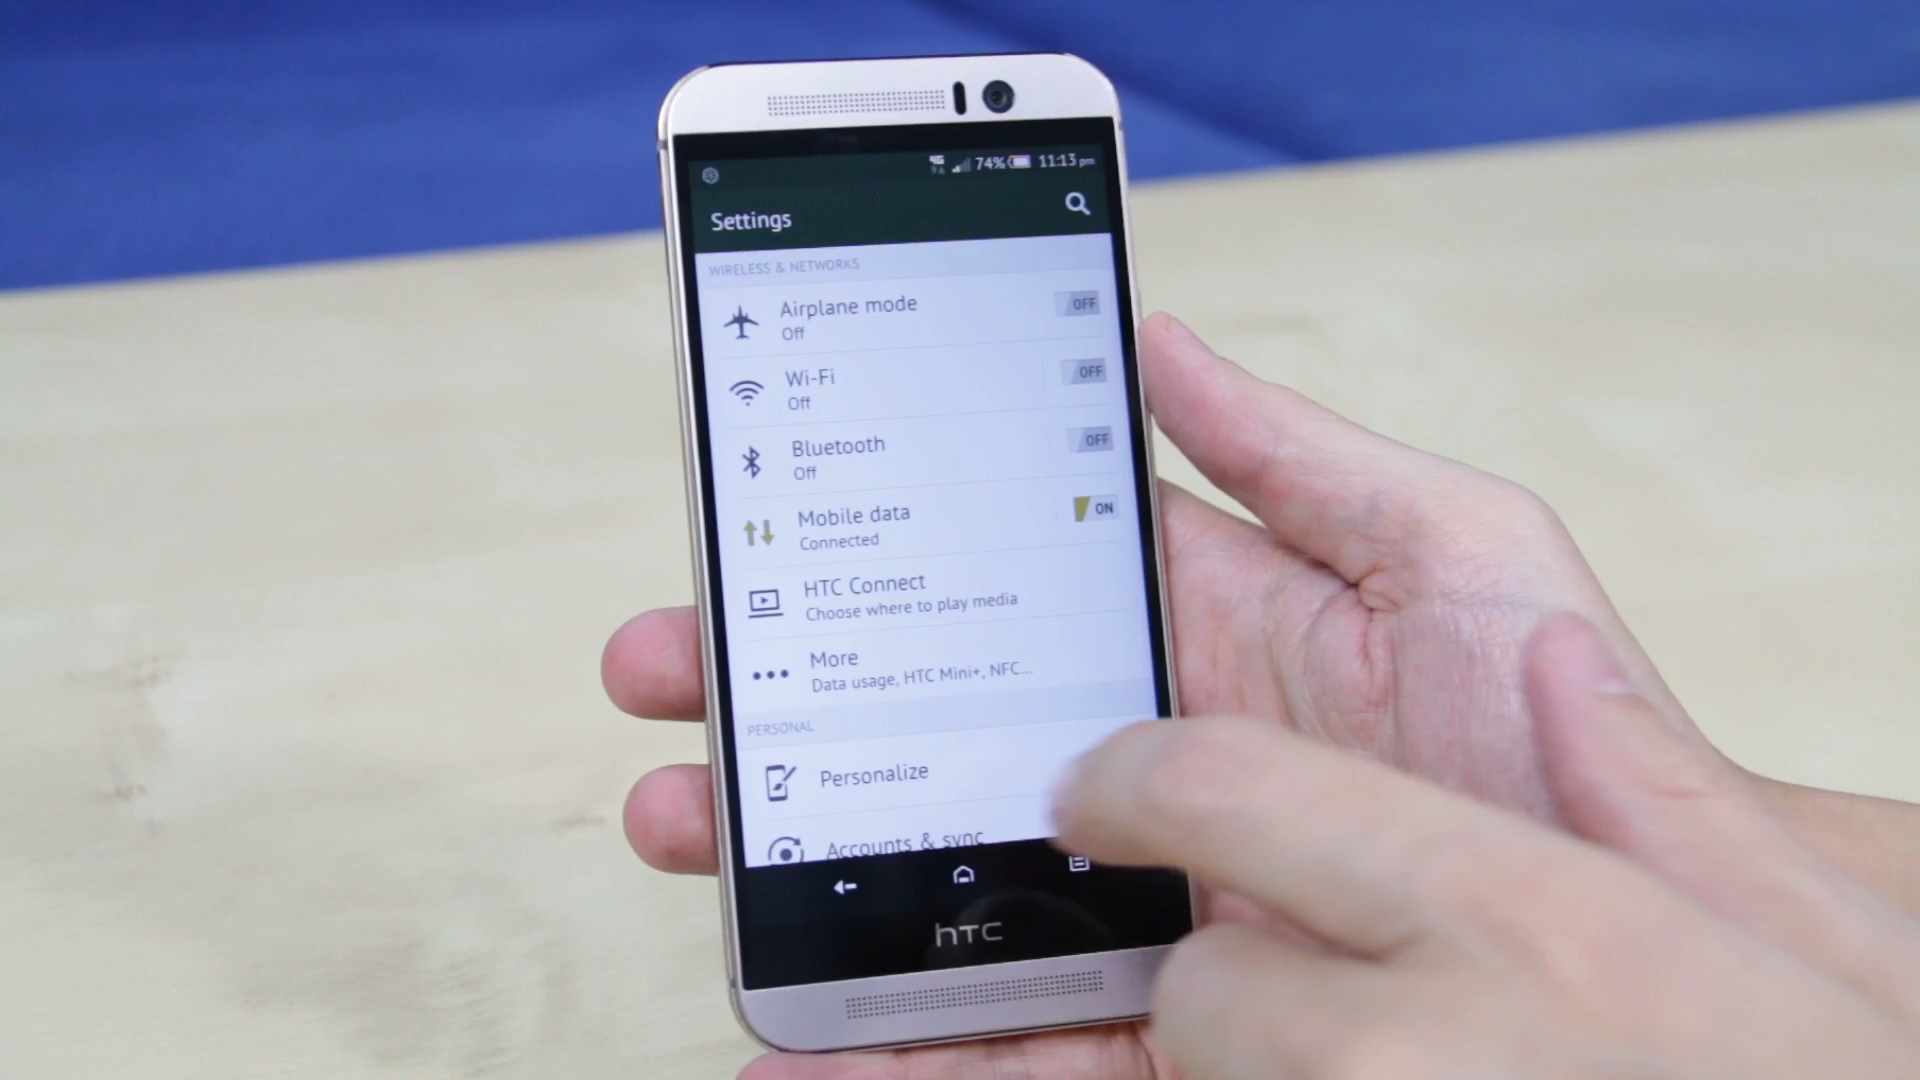 74% 11:13 pm
Settings
WIRELESS & NETWORKS
Airplane mode
Off
OFF
Wi-Fi
Off
OFF
Bluetooth
Off
OFF
Mobile data
Connected
ON
HTC Connect
Choose where to play media
More
Data usage, HTC Mini+, NFC...
PERSONAL
Personalize
Accounts & sync
hTC